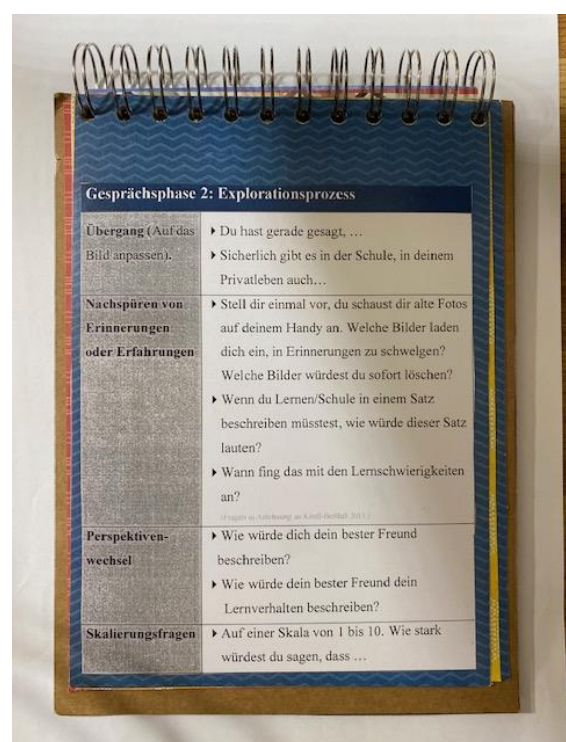 Gesprächsphase 2: Explorationsprozess
Übergang (Auf das
Bild anpassen).
▸ Du hast gerade gesagt, …
▸ Sicherlich gibt es in der Schule, in deinem
Privatleben auch…
Nachspüren von
Erinnerungen
oder Erfahrungen
▸ Stell dir einmal vor, du schaust dir alte Fotos
auf deinem Handy an. Welche Bilder laden
dich ein, in Erinnerungen zu schwelgen?
Welche Bilder würdest du sofort löschen?
▸ Wenn du Lernen/Schule in einem Satz
beschreiben müsstest, wie würde dieser Satz
lauten?
▸ Wann fing das mit den Lernschwierigkeiten
an?
(Fragen in Anlehnung an
Perspektiven-
wechsel
▸ Wie würde dich dein bester Freund
beschreiben?
▸ Wie würde dein bester Freund dein
Lernverhalten beschreiben?
Skalierungsfragen
▸ Auf einer Skala von 1 bis 10. Wie stark
würdest du sagen, dass …